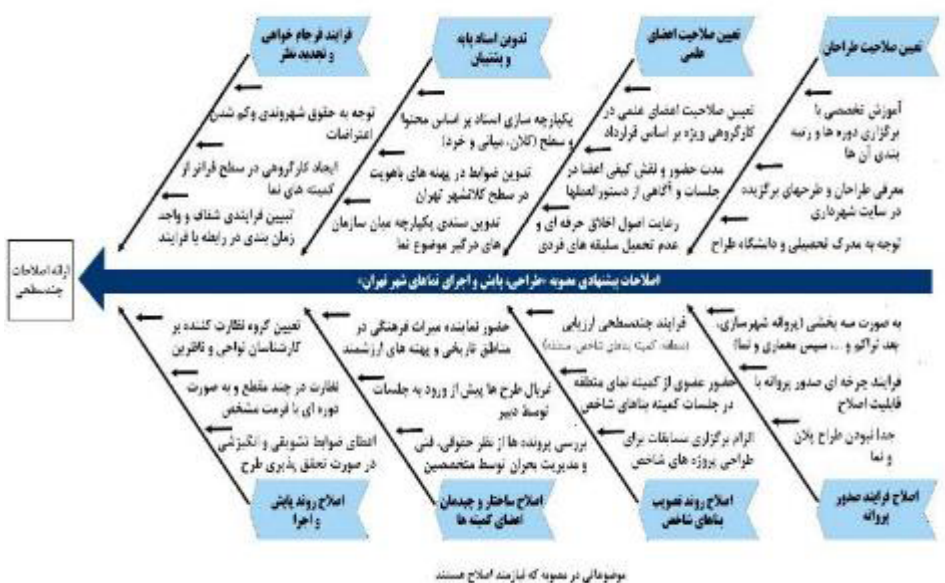 تعیین صلاحیت طراحان
تعیین صلاحیت اعضای
علمی
تدوین اسناد پایه
و پشتیبان
فرایند فرجام خواهی
و تجدید نظر
آموزش تخصصی با
برگزاری دوره ها و رتبه
بندی آن ها
معرفی طراحان و طرحهای برگزیده
در سایت شهرداری
توجه به مدرک تحصیلی و دانشگاه طراح
تعیین صلاحیت اعضای علمی در
کارگروهی ویژه بر اساس قرارداد
مدت حضور و نقش کیفی اعضا در
جلسات و آگاهی از دستورالعملها
رعایت اصول اخلاق حرفه ای و
عدم تحمیل سلیقه های فردی
یکپارچه سازی اسناد بر اساس محتوا
و سطح (کلان، میانی و خرد)
تدوین ضوابط در پهنه های باهویت
در سطح کلانشهر تهران
تدوین سندی یکپارچه میان سازمان
های درگیر موضوع نما
توجه به حقوق شهروندی وکم شدن
اعتراضات
ایجاد کارگروهی در سطح فراتر از
کمیته های نما
تبیین فرایندی شفاف و واجد
زمان بندی در رابطه با فرایند
اصلاحات پیشنهادی مصوبه «طراحی، پایش و اجرای نماهای شهر تهران»
ارائه اصلاحات
چندسطحی
به صورت سه بخشی (پروانه شهرسازی،
بعد تراکم و ...، سپس معماری و نما)
فرایند چرخه ای صدور پروانه با
قابلیت اصلاح
جدا نبودن طراح پلان
و نما
فرایند چندسطحی ارزیابی
(منطقه، کمیته بناهای شاخص، منطقه)
حضور عضوی از کمیته نمای منطقه
در جلسات کمیته بناهای شاخص
الزام برگزاری مسابقات برای
طراحی پروژه های شاخص
حضور نماینده میراث فرهنگی در
مناطق تاریخی و پهنه های ارزشمند
غربال طرح ها پیش از ورود به جلسات
توسط دبیر
بررسی پرونده ها از نظر حقوقی، فنی
و مدیریت بحران توسط متخصصین
تعیین گروه نظارت کننده بر
کارشناسان نواحی و ناظرین
نظارت در چند مقطع و به صورت
دوره ای با فرمت مشخص
اعطای ضوابط تشویقی و انگیزشی
در صورت تحقق پذیری طرح
اصلاح فرایند صدور
پروانه
اصلاح روند تصویب
بناهای شاخص
اصلاح ساختار و چیدمان
اعضای کمیته ها
اصلاح روند پایش
و اجرا
موضوعاتی در مصوبه که نیازمند اصلاح هستند